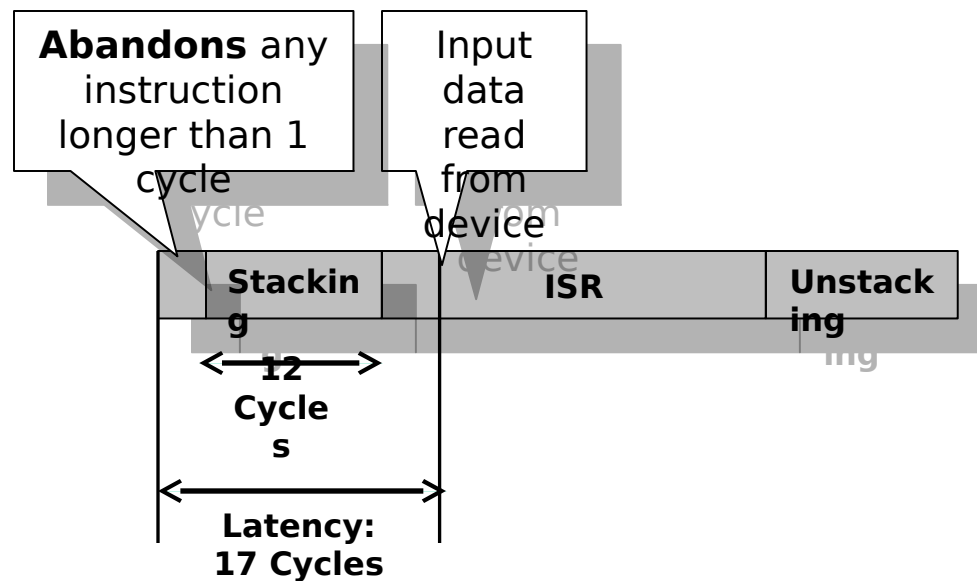 Abandons any
instruction
longer than 1
cycle
Input
data
read
from
device
Stackin
g
ISR
Unstack
ing
12
Cycle
s
Latency:
17 Cycles